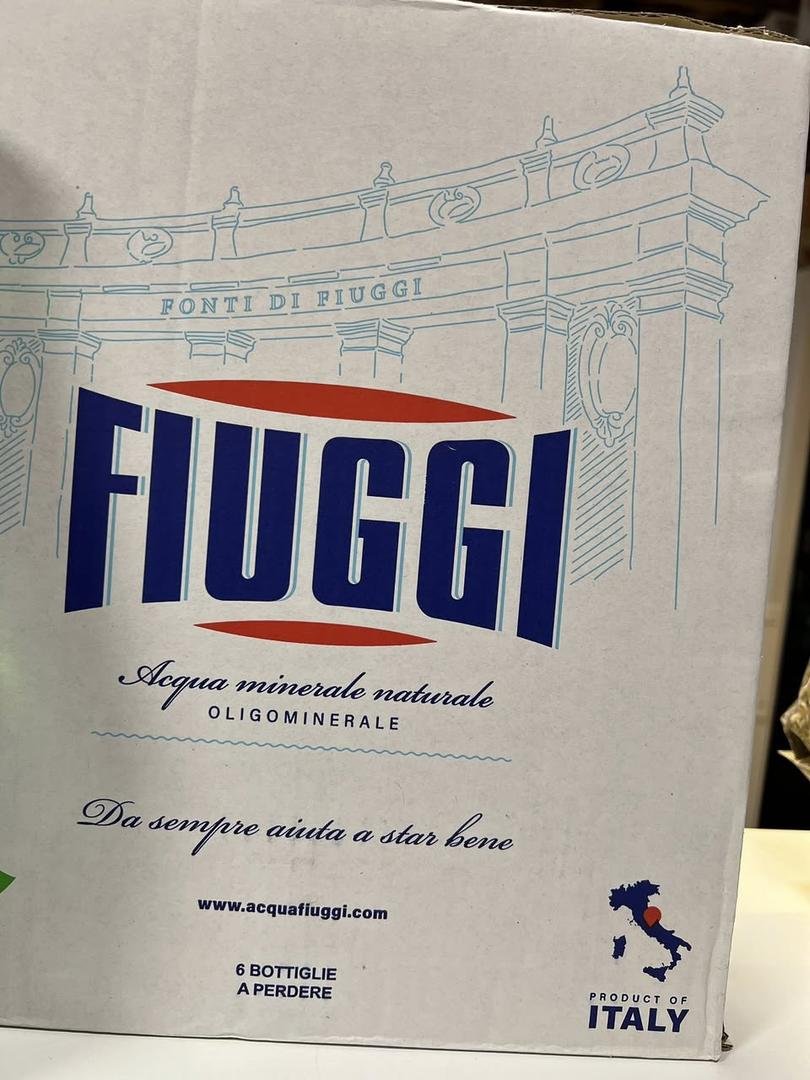 FONTI DI FIUGGI
FIUGGI
Acqua minerale naturale
OLIGOMINERALE
Da sempre aiuta a star bene
www.acquafiuggi.com
6 BOTTIGLIE
A PERDERE
PRODUCT OF
ITALY